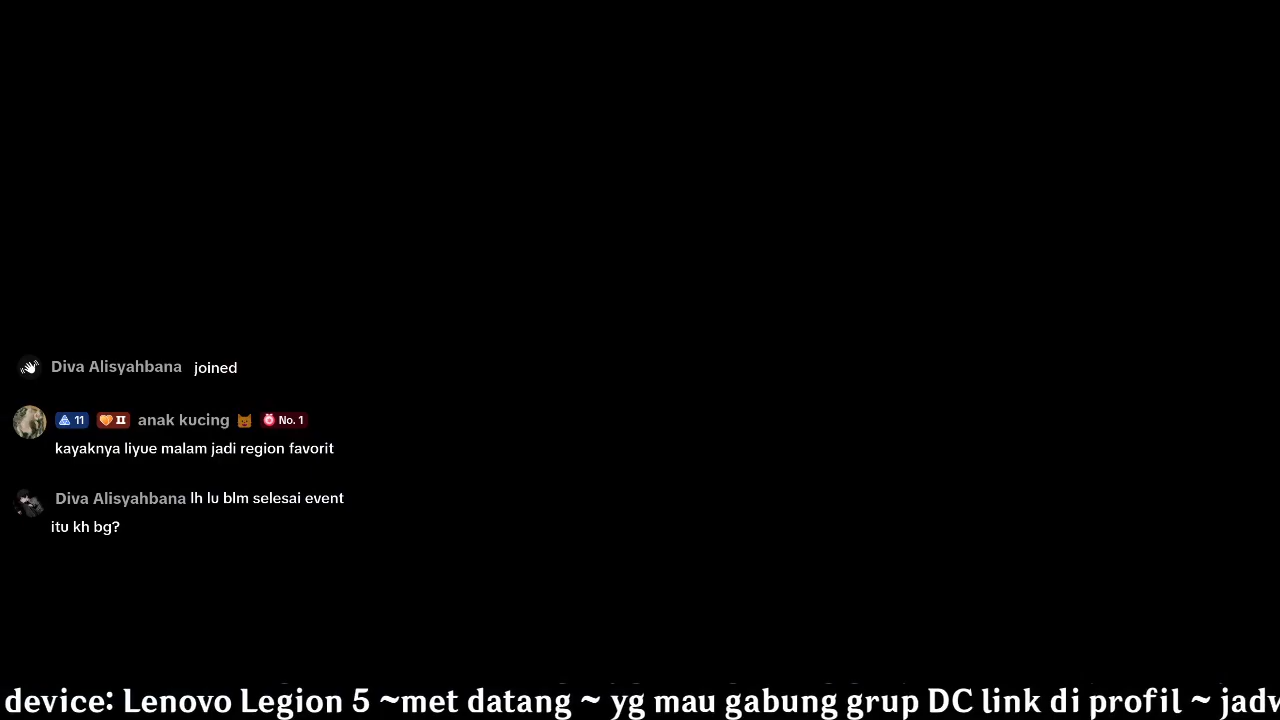 Diva Alisyahbana joined
11 II anak kucing No. 1
kayaknya liyue malam jadi region favorit
Diva Alisyahbana lh lu blm selesai event
itu kh bg?
device: Lenovo Legion 5 ~met datang ~ yg mau gabung grup DC link di profil ~ jadw